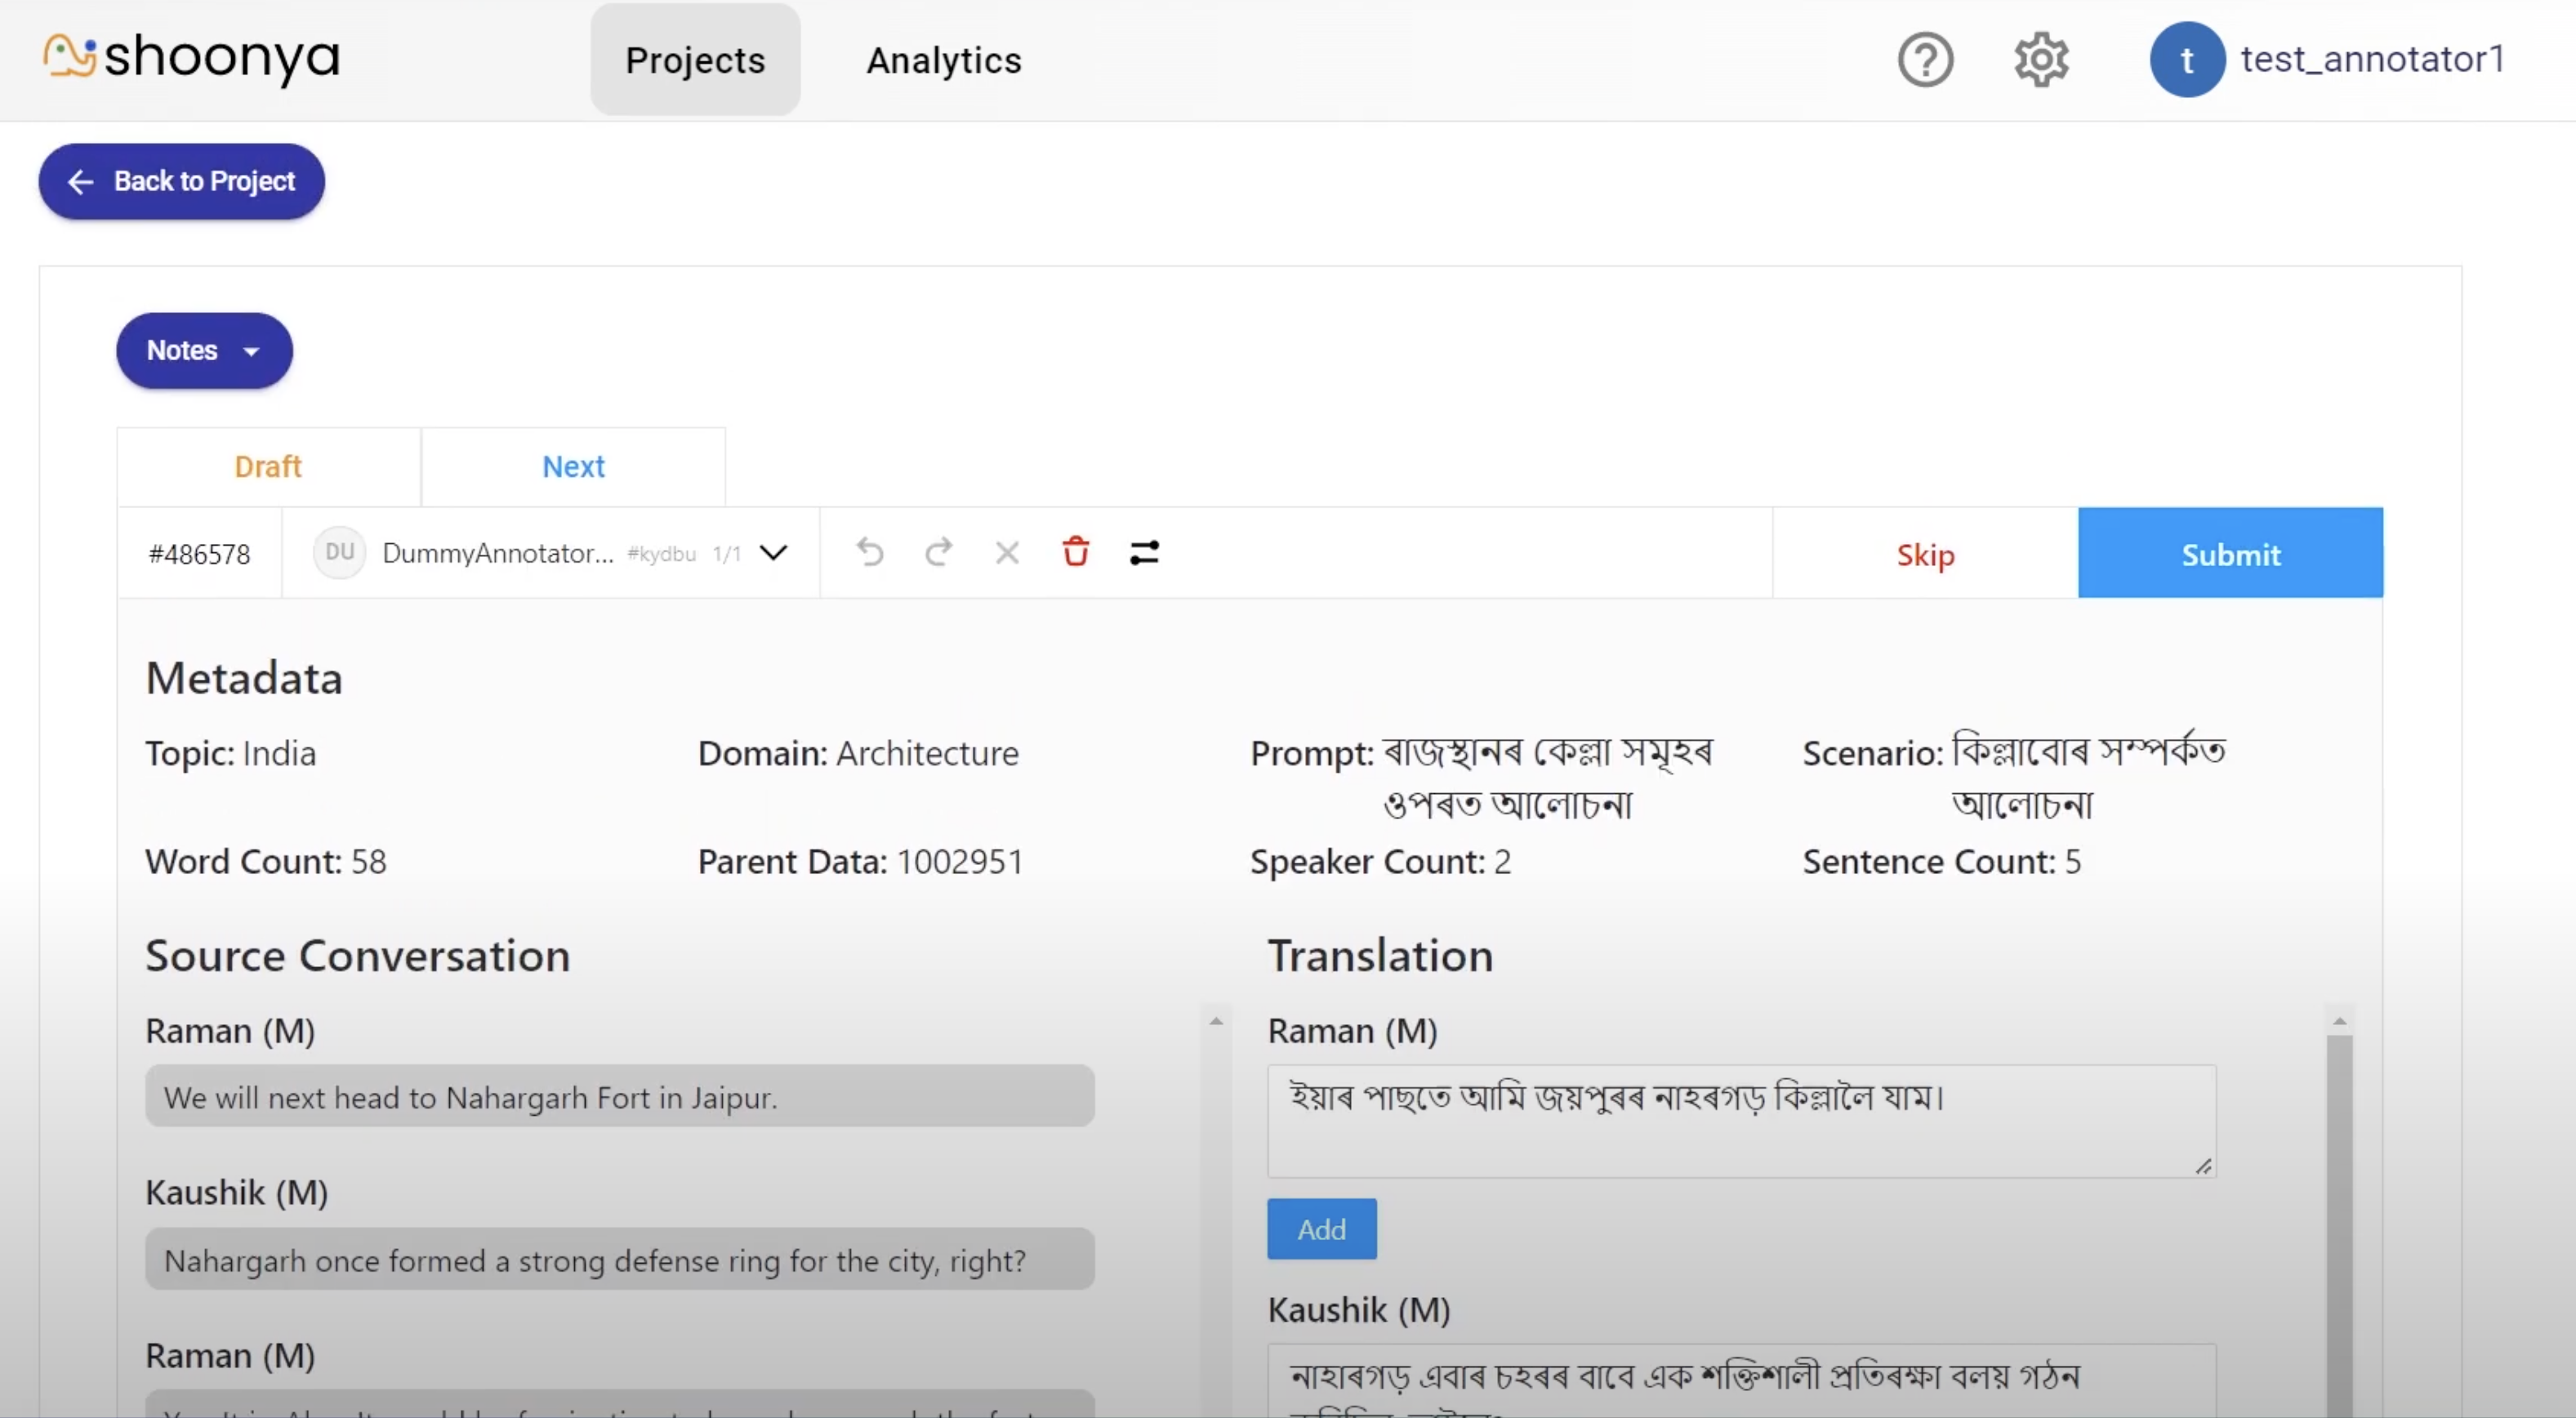 shoonya
Projects
Analytics
t
test_annotator1
Back to Project
Notes
Draft
Next
#486578
DU
DummyAnnotator...
#kydbu
1/1
Skip
Submit
Metadata
Topic: India
Domain: Architecture
Prompt: ৰাজস্থানৰ কেল্লা সমূহৰ
ওপৰত আলোচনা
Scenario: কিল্লাবোৰ সম্পৰ্কত
আলোচনা
Word Count: 58
Parent Data: 1002951
Speaker Count: 2
Sentence Count: 5
Source Conversation
Raman (M)
We will next head to Nahargarh Fort in Jaipur.
Kaushik (M)
Nahargarh once formed a strong defense ring for the city, right?
Raman (M)
Translation
Raman (M)
ইয়াৰ পাছতে আমি জয়পুৰৰ নাহৰগড় কিল্লালৈ যাম।
Add
Kaushik (M)
নাহাৰগড় এবাৰ চহৰৰ বাবে এক শক্তিশালী প্ৰতিৰক্ষা বলয় গঠন